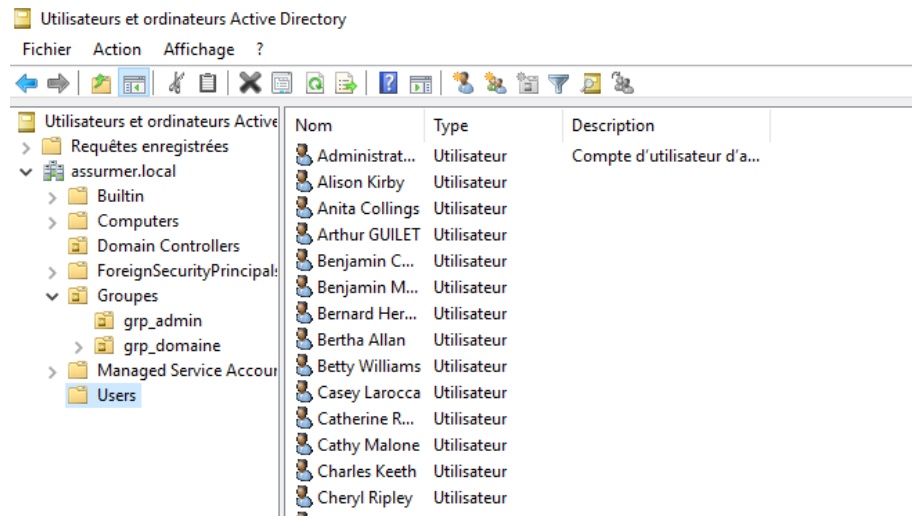 Utilisateurs et ordinateurs Active Directory
Fichier Action Affichage ?
Utilisateurs et ordinateurs Active
Requêtes enregistrées
assurmer.local
Builtin
Computers
Domain Controllers
ForeignSecurityPrincipal:
Groupes
grp_admin
grp_domaine
Managed Service Accour
Users
Nom Type Description
Administrat... Utilisateur Compte d'utilisateur d'a...
Alison Kirby Utilisateur
Anita Collings Utilisateur
Arthur GUILET Utilisateur
Benjamin C... Utilisateur
Benjamin M... Utilisateur
Bernard Her... Utilisateur
Bertha Allan Utilisateur
Betty Williams Utilisateur
Casey Larocca Utilisateur
Catherine R... Utilisateur
Cathy Malone Utilisateur
Charles Keeth Utilisateur
Cheryl Ripley Utilisateur